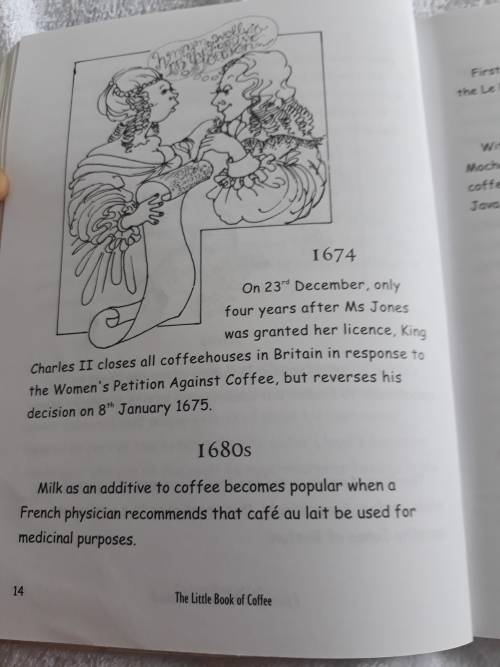 1674
On 23rd December, only
four years after Ms Jones
was granted her licence, King
Charles II closes all coffeehouses in Britain in response to
the Women's Petition Against Coffee, but reverses his
decision on 8th January 1675.
1680s
Milk as an additive to coffee becomes popular when a
French physician recommends that café au lait be used for
medicinal purposes.
14
The Little Book of Coffee
First
the Le